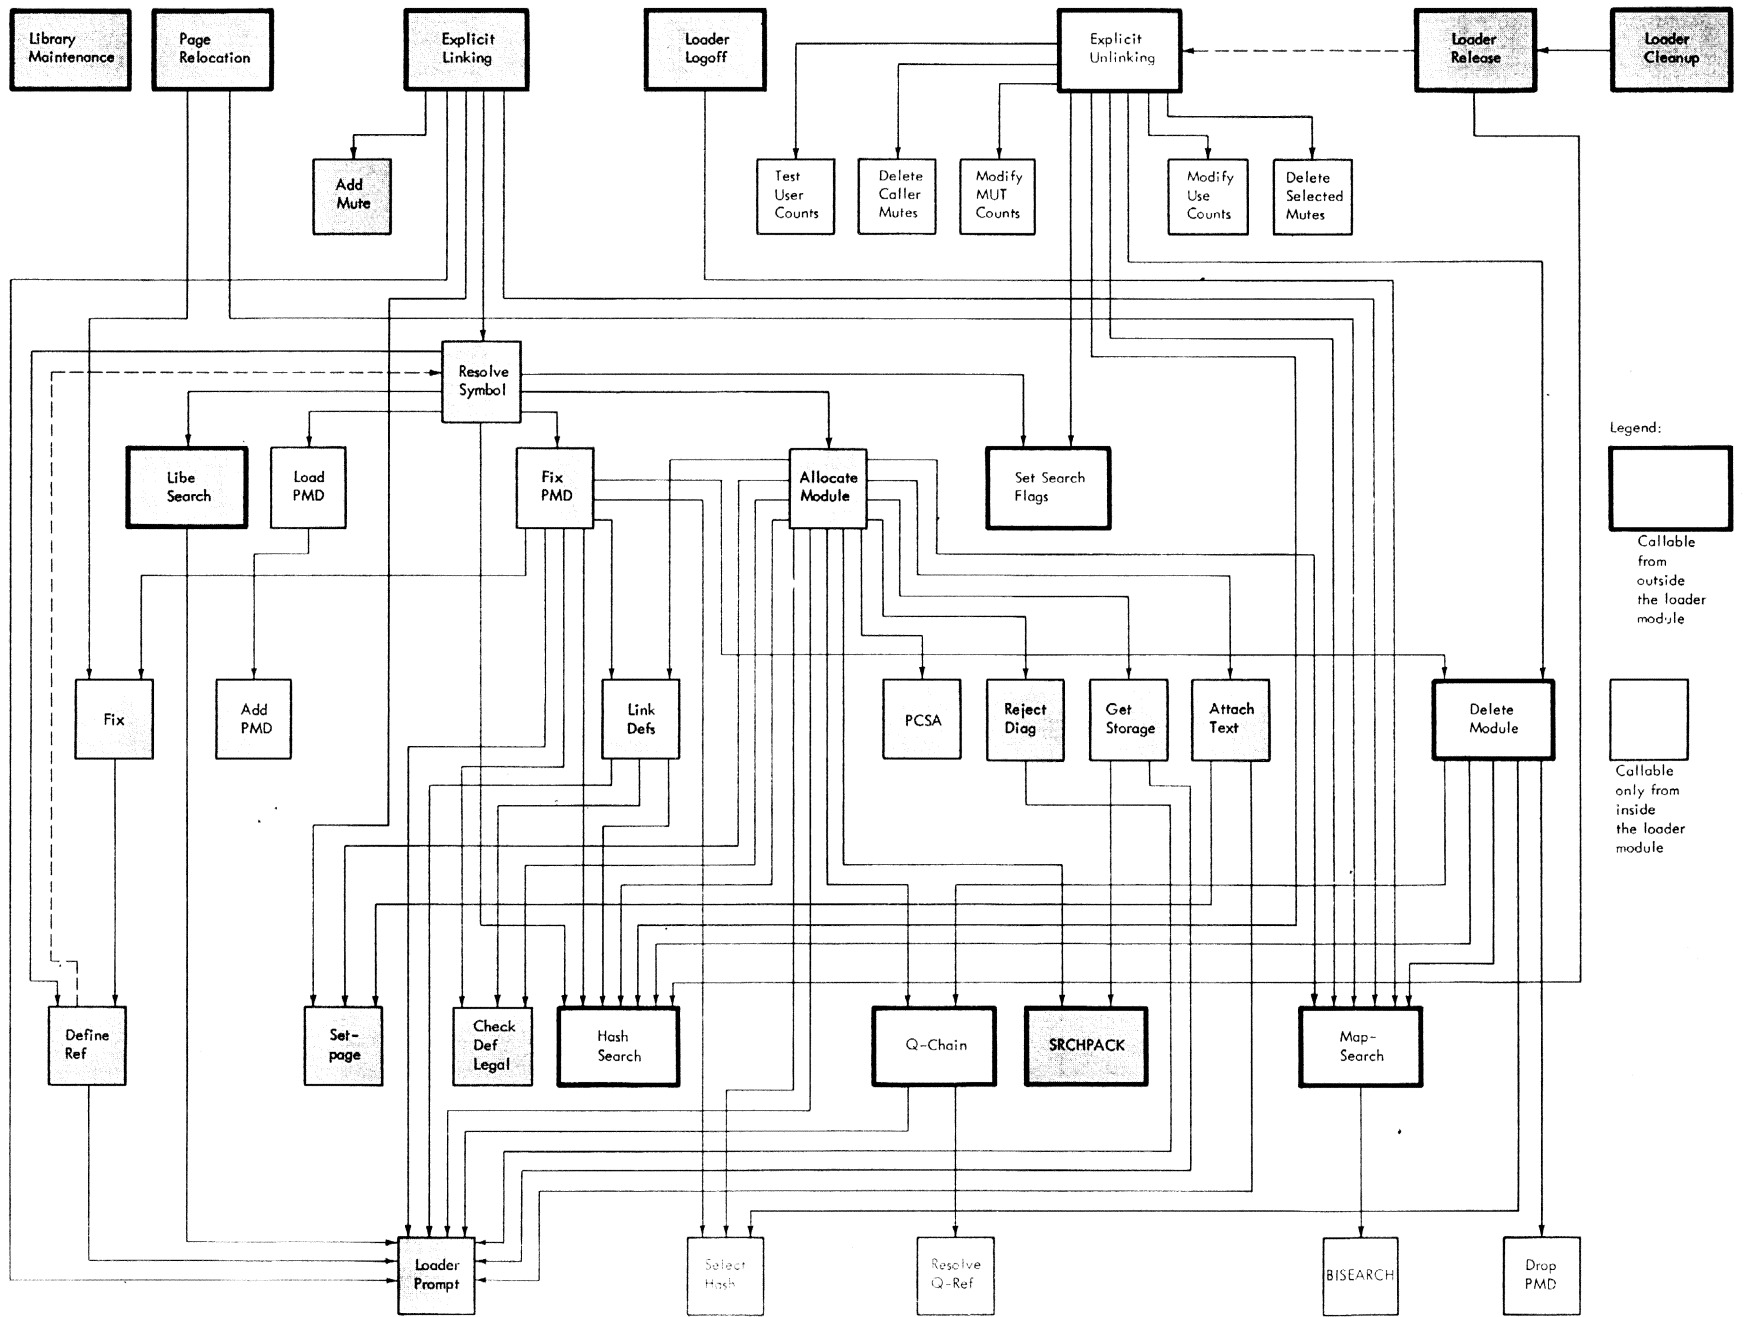 Library
Maintenance
Page
Relocation
Explicit
Linking
Loader
Logoff
Explicit
Unlinking
Loader
Release
Loader
Cleanup
Add
Mute
Test
User
Counts
Delete
Caller
Mutes
Modify
MUT
Counts
Modify
Use
Counts
Delete
Selected
Mutes
Resolve
Symbol
Libe
Search
Load
PMD
Fix
PMD
Allocate
Module
Set Search
Flags
Legend:
Callable
from
outside
the loader
module
Fix
Add
PMD
Link
Defs
PCSA
Reject
Diag
Get
Storage
Attach
Text
Delete
Module
Callable
only from
inside
the loader
module
Define
Ref
Set-
page
Check
Def
Legal
Hash
Search
Q-Chain
SRCHPACK
Map-
Search
Loader
Prompt
Select
Hash
Resolve
Q-Ref
BISEARCH
Drop
PMD